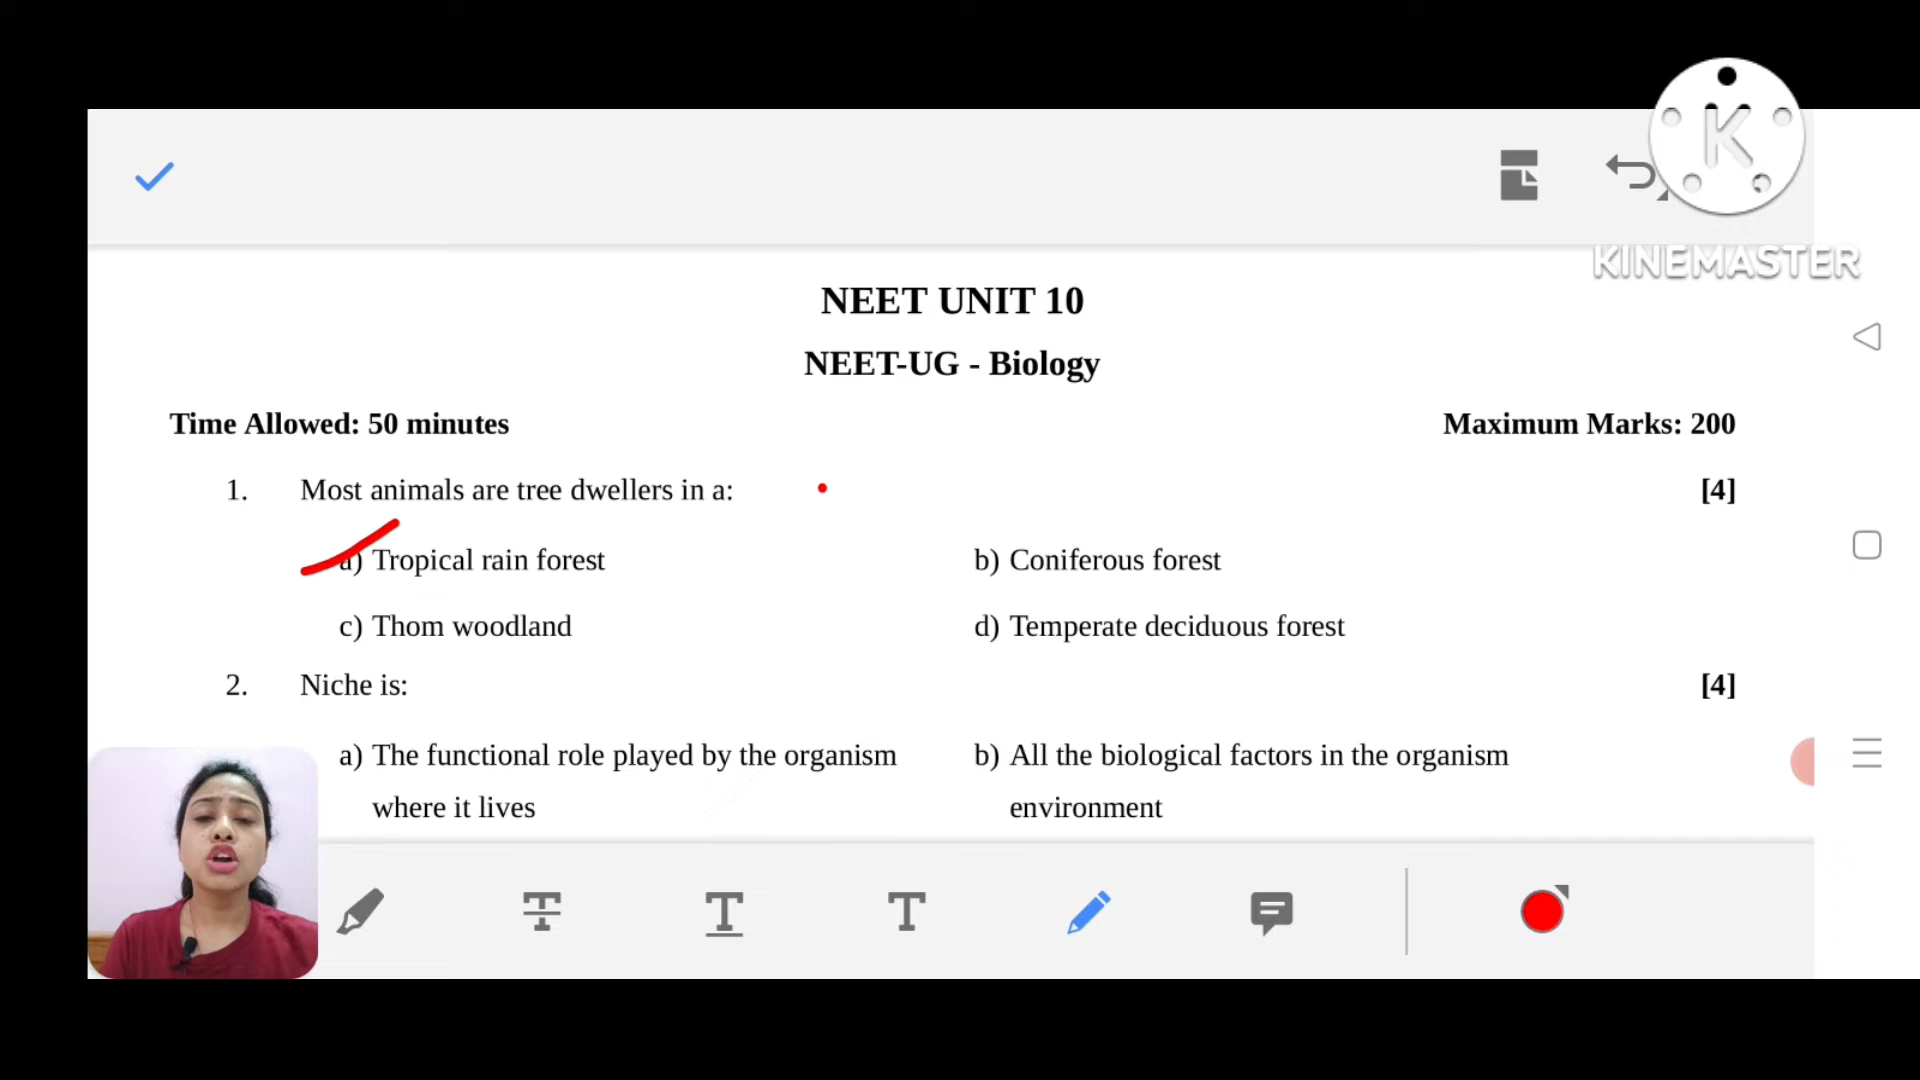 K
KINEMASTER
NEET UNIT 10
NEET-UG - Biology
Time Allowed: 50 minutes Maximum Marks: 200
1. Most animals are tree dwellers in a: [4]
a) Tropical rain forest b) Coniferous forest
c) Thom woodland d) Temperate deciduous forest
2. Niche is: [4]
a) The functional role played by the organism b) All the biological factors in the organism
where it lives environment